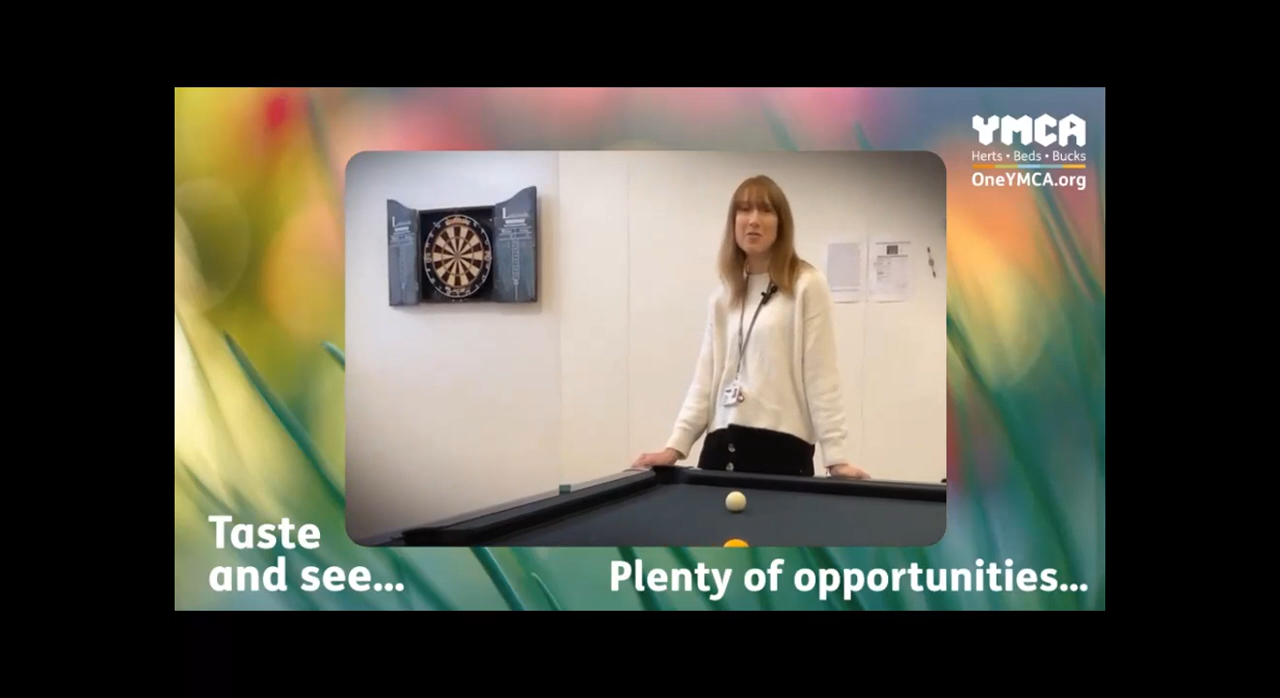 YMCA
Herts • Beds • Bucks
OneYMCA.org
Taste
and see...
Plenty of opportunities...